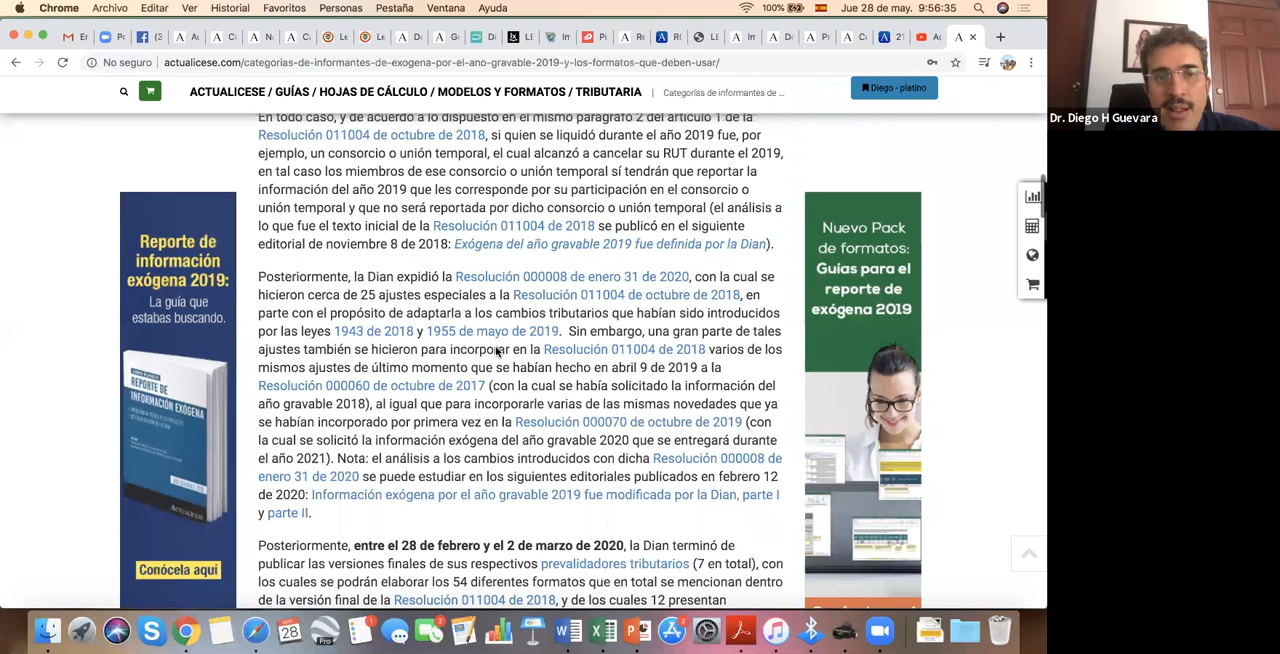 Chrome Archivo Editar Ver Historial Favoritos Personas Pestaña Ventana Ayuda 100% Jue 28 de may. 9:56:35
No seguro | actualicese.com/categorias-de-informantes-de-exogena-por-el-ano-gravable-2019-y-los-formatos-que-deben-usar/
ACTUALICESE / GUÍAS / HOJAS DE CÁLCULO / MODELOS Y FORMATOS / TRIBUTARIA | Categorías de informantes de ...
Diego - platino
Dr. Diego H Guevara
En todo caso, y de acuerdo a lo dispuesto en el mismo parágrafo 2 del artículo 1 de la
Resolución 011004 de octubre de 2018, si quien se liquidó durante el año 2019 fue, por
ejemplo, un consorcio o unión temporal, el cual alcanzó a cancelar su RUT durante el 2019,
en tal caso los miembros de ese consorcio o unión temporal sí tendrán que reportar la
información del año 2019 que les corresponde por su participación en el consorcio o
unión temporal y que no será reportada por dicho consorcio o unión temporal (el análisis a
lo que fue el texto inicial de la Resolución 011004 de octubre de 2018 se publicó en el siguiente
editorial de noviembre 8 de 2018: Exógena del año gravable 2019 fue definida por la Dian).
Posteriormente, la Dian expidió la Resolución 000008 de enero 31 de 2020, con la cual se
hicieron cerca de 25 ajustes especiales a la Resolución 011004 de octubre de 2018, en
parte con el propósito de adaptarla a los cambios tributarios que habían sido introducidos
por las leyes 1943 de 2018 y 1955 de mayo de 2019. Sin embargo, una gran parte de tales
ajustes también se hicieron para incorporar en la Resolución 011004 de 2018 varios de los
mismos ajustes de último momento que se habían hecho en abril 9 de 2019 a la
Resolución 000060 de octubre de 2017 (con la cual se había solicitado la información del
año gravable 2018), al igual que para incorporarle varias de las mismas novedades que ya
se habían incorporado por primera vez en la Resolución 000070 de octubre de 2019 (con
la cual se solicitó la información exógena del año gravable 2020 que se entregará durante
el año 2021). Nota: el análisis a los cambios introducidos con dicha Resolución 000008 de
enero 31 de 2020 se puede estudiar en los siguientes editoriales publicados en febrero 12
de 2020: Información exógena por el año gravable 2019 fue modificada por la Dian, parte I
y parte II.
Posteriormente, entre el 28 de febrero y el 2 de marzo de 2020, la Dian terminó de
publicar las versiones finales de sus respectivos prevalidadores tributarios (7 en total), con
los cuales se podrán elaborar los 54 diferentes formatos que en total se mencionan dentro
de la versión final de la Resolución 011004 de 2018, y de los cuales 12 presentan
Reporte de
información
exógena 2019:
La guía que
estabas buscando.
REPORTE DE
INFORMACIÓN
EXÓGENA
ACTUALÍCESE
Conócela aquí
Nuevo Pack
de formatos:
Guías para el
reporte de
exógena 2019
MAY
28